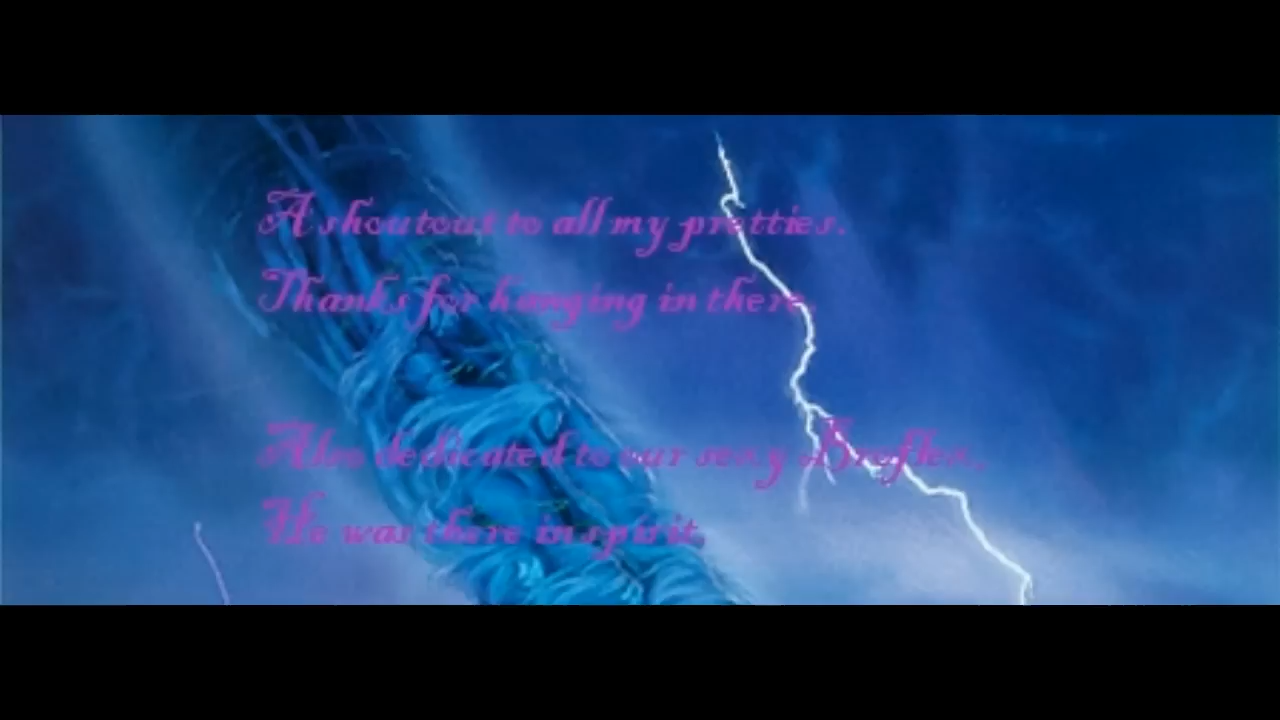 A shoutout to all my pretties.
Thanks for hanging in there.
Also dedicated to our sexy Broflex.
He was there in spirit.